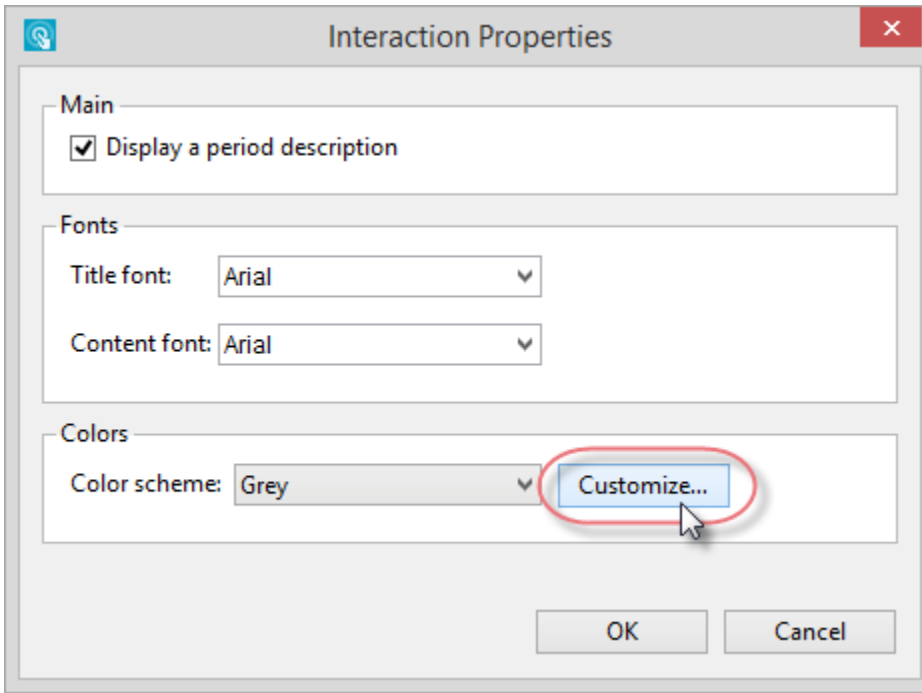 Interaction Properties
Main
Display a period description
Fonts
Title font: Arial
Content font: Arial
Colors
Color scheme: Grey Customize...
OK Cancel